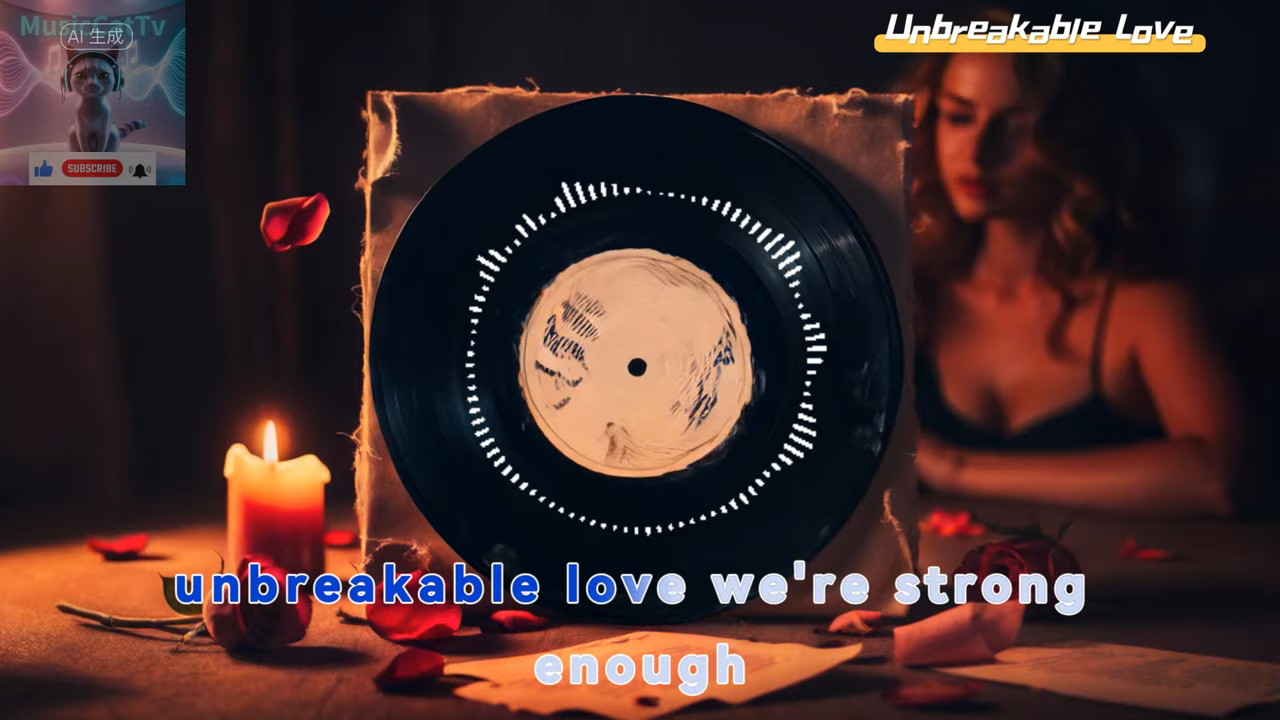 MusicCatTv
AI 生成
SUBSCRIBE
Unbreakable Love
unbreakable love we're strong
enough